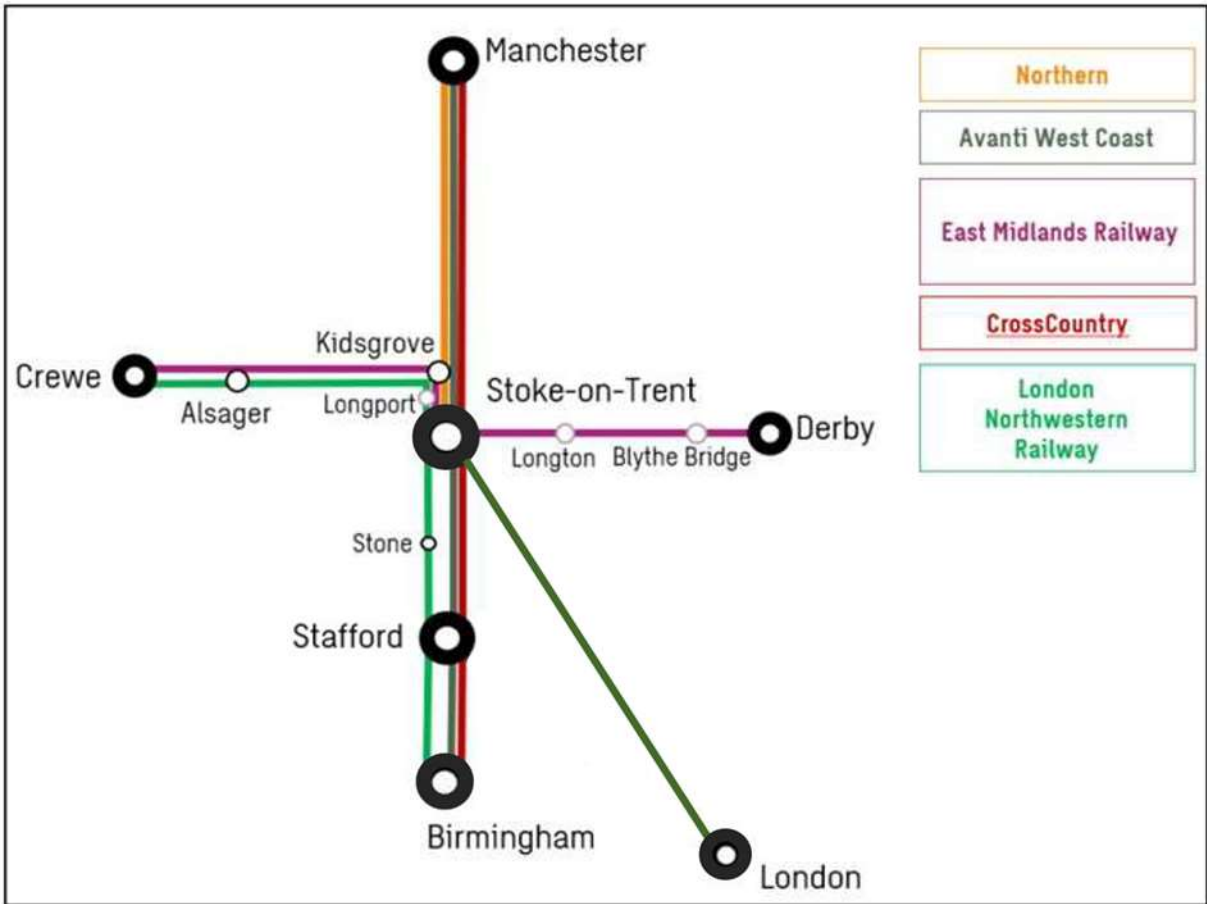 Manchester
Northern
Avanti West Coast
East Midlands Railway
CrossCountry
London
Northwestern
Railway
Kidsgrove
Crewe
Alsager
Longport
Stoke-on-Trent
Derby
Longton
Blythe Bridge
Stone
Stafford
Birmingham
London